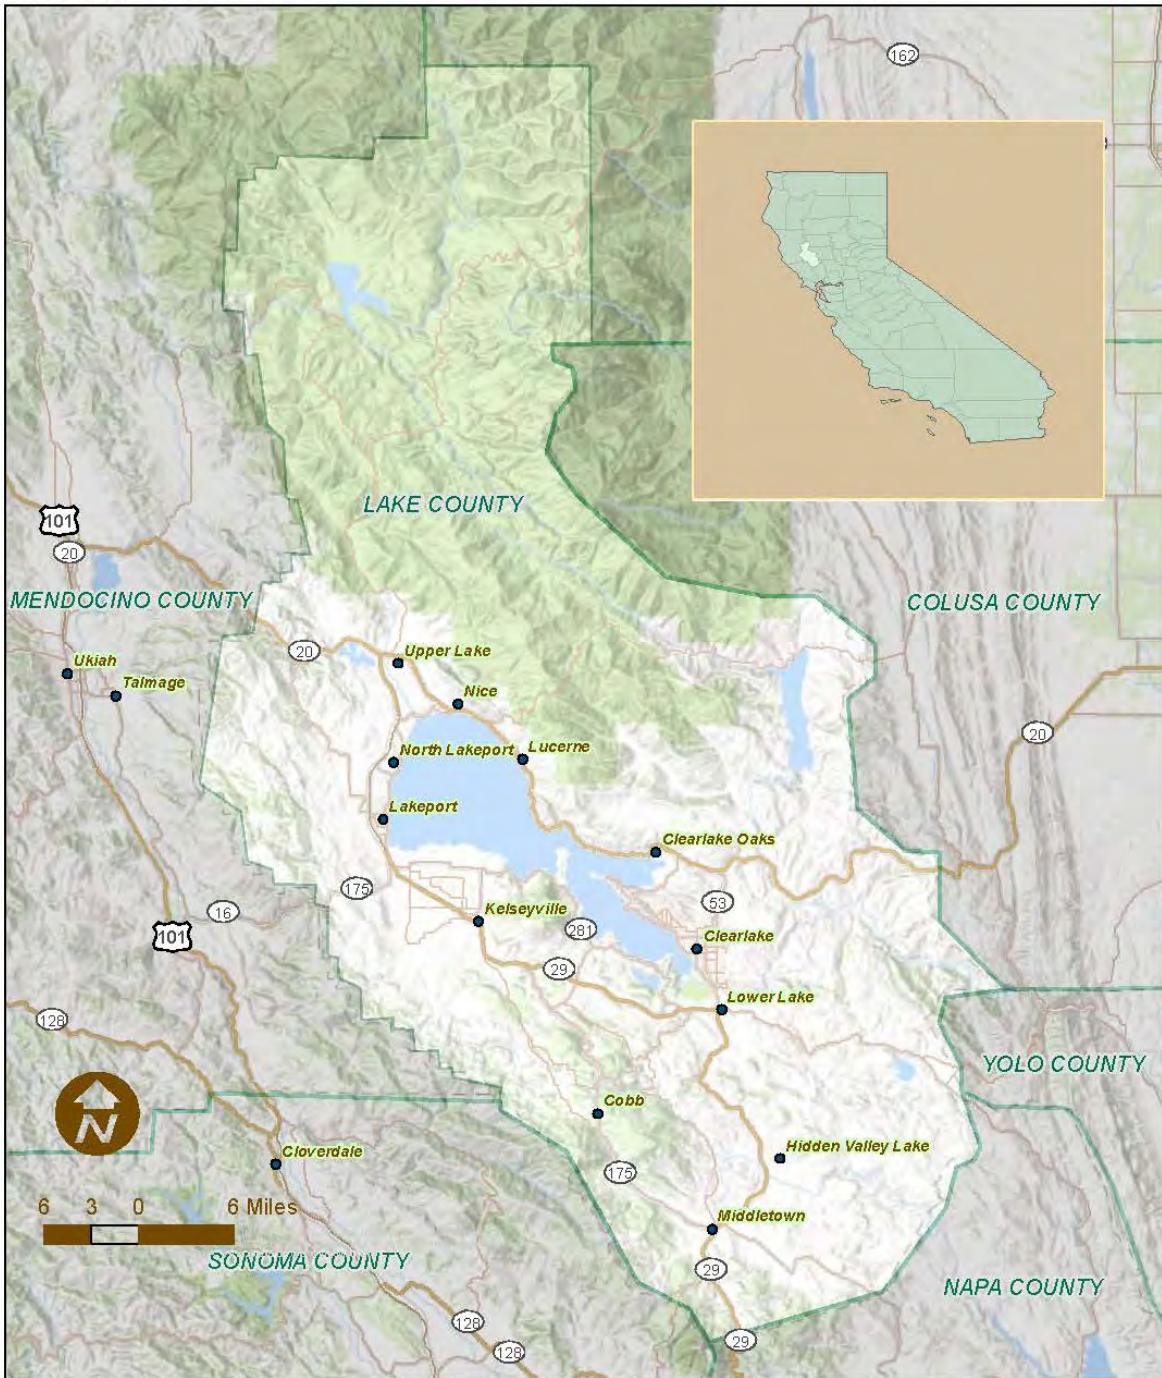 162
LAKE COUNTY
101
20
MENDOCINO COUNTY
COLUSA COUNTY
20
Upper Lake
Ukiah
Talmage
Nice
20
North Lakeport
Lucerne
Lakeport
Clearlake Oaks
175
53
16
Kelseyville
281
101
Clearlake
29
Lower Lake
128
YOLO COUNTY
Cobb
N
Cloverdale
Hidden Valley Lake
175
6 3 0 6 Miles
Middletown
SONOMA COUNTY
29
NAPA COUNTY
128
29
128